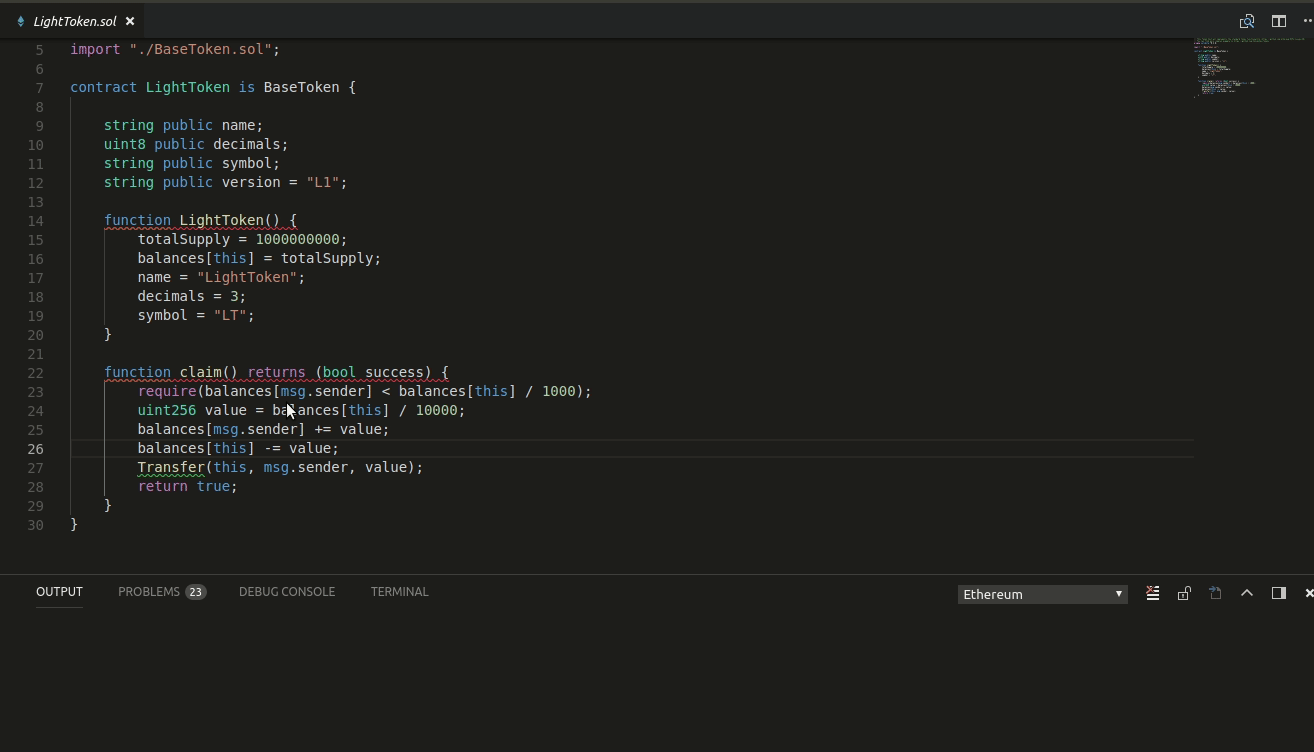 LightToken.sol ×
5 import "./BaseToken.sol";
6
7 contract LightToken is BaseToken {
8
9 string public name;
10 uint8 public decimals;
11 string public symbol;
12 string public version = "L1";
13
14 function LightToken() {
15 totalSupply = 1000000000;
16 balances[this] = totalSupply;
17 name = "LightToken";
18 decimals = 3;
19 symbol = "LT";
20 }
21
22 function claim() returns (bool success) {
23 require(balances[msg.sender] < balances[this] / 1000);
24 uint256 value = balances[this] / 10000;
25 balances[msg.sender] += value;
26 balances[this] -= value;
27 Transfer(this, msg.sender, value);
28 return true;
29 }
30 }
OUTPUT PROBLEMS 23 DEBUG CONSOLE TERMINAL Ethereum